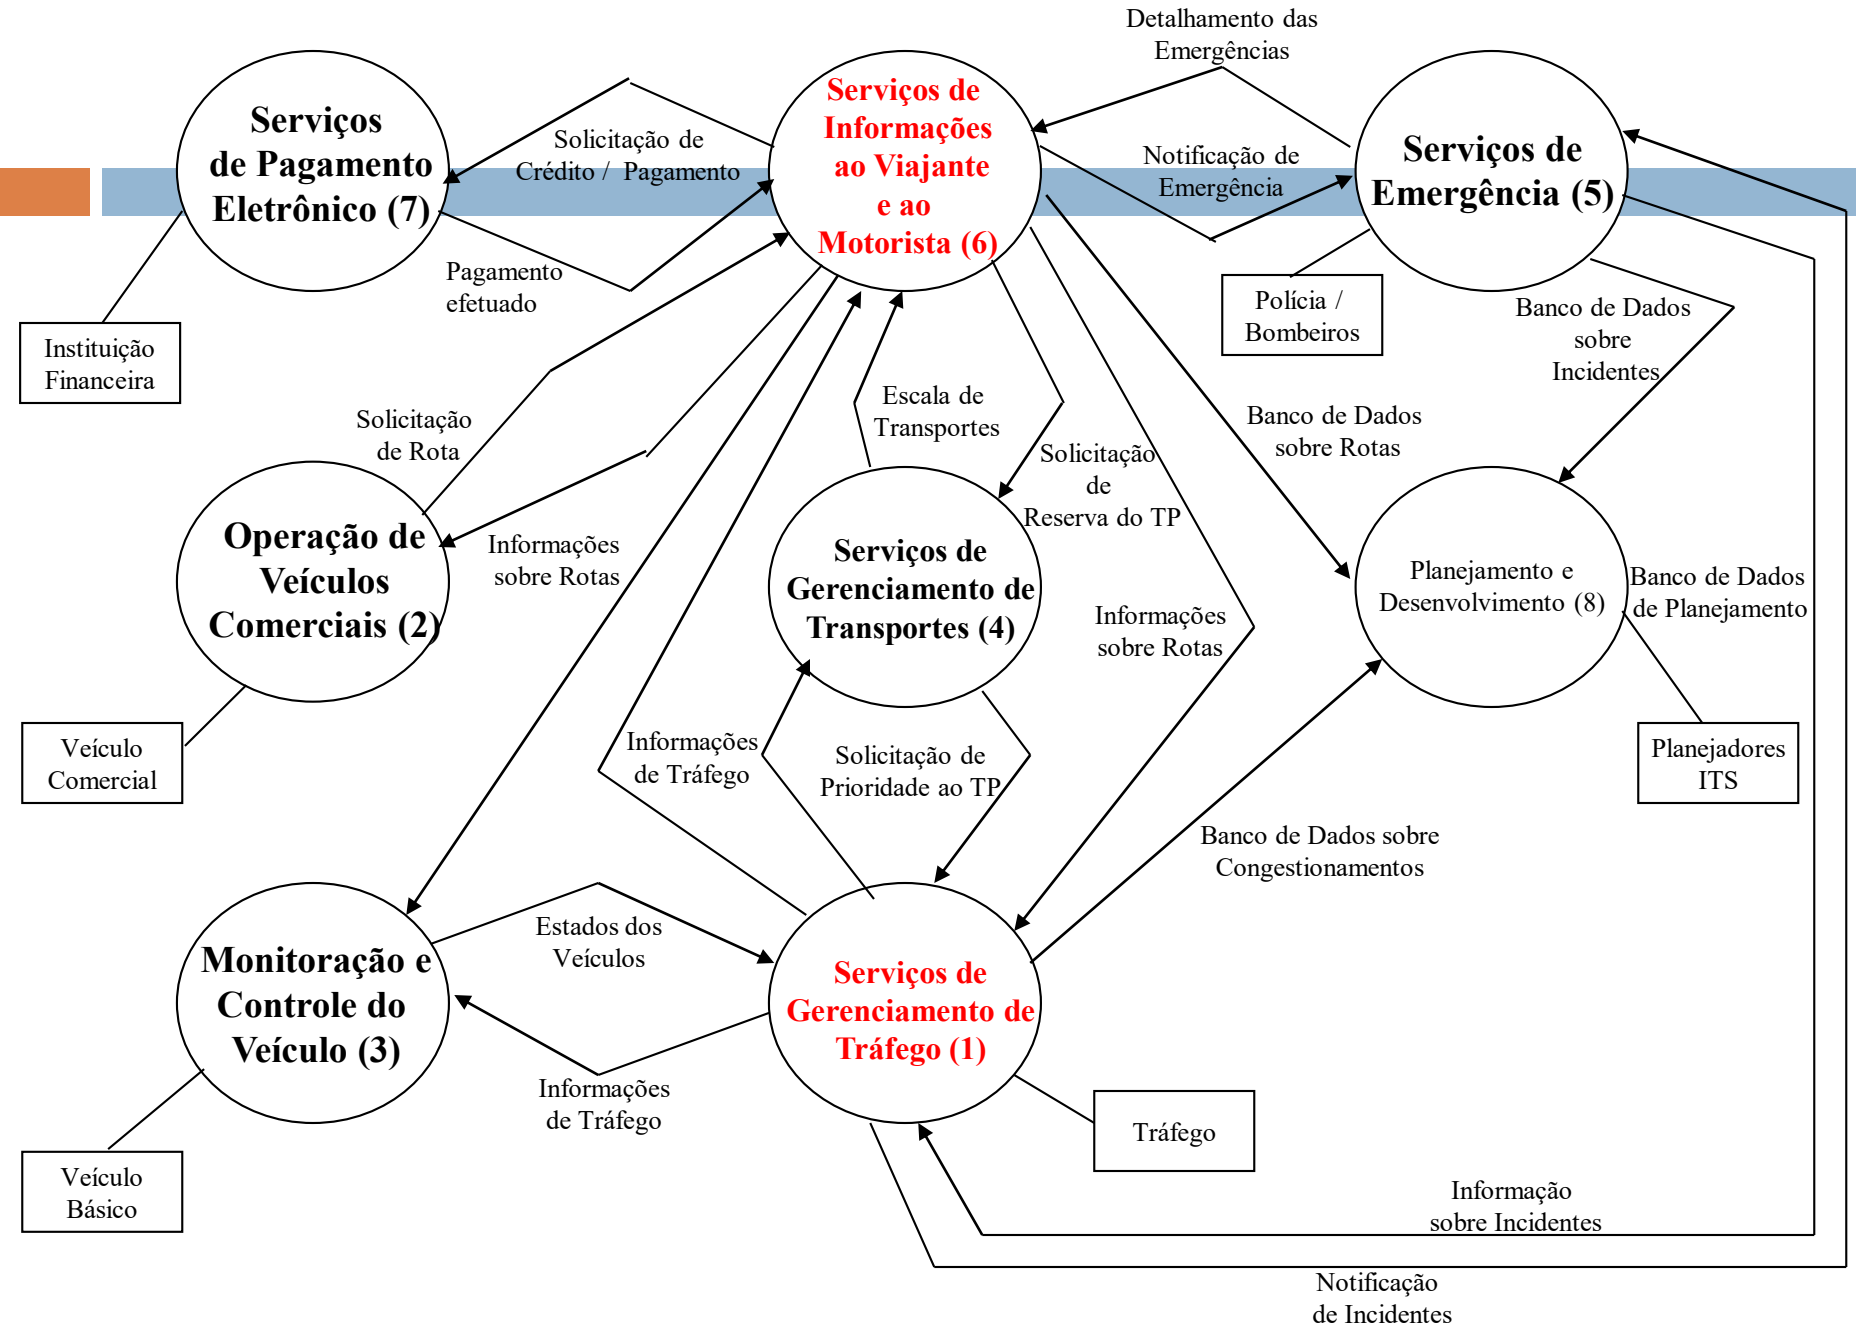 Detalhamento das
Emergências
Serviços
de Pagamento
Eletrônico (7)
Solicitação de
Crédito / Pagamento
Serviços de
Informações
ao Viajante
e ao
Motorista (6)
Notificação de
Emergência
Serviços de
Emergência (5)
Pagamento
efetuado
Polícia /
Bombeiros
Banco de Dados
sobre
Incidentes
Instituição
Financeira
Solicitação
de Rota
Escala de
Transportes
Solicitação
de
Reserva do TP
Banco de Dados
sobre Rotas
Operação de
Veículos
Comerciais (2)
Informações
sobre Rotas
Serviços de
Gerenciamento de
Transportes (4)
Informações
sobre Rotas
Planejamento e
Desenvolvimento (8)
Banco de Dados
de Planejamento
Veículo
Comercial
Informações
de Tráfego
Solicitação de
Prioridade ao TP
Planejadores
ITS
Banco de Dados sobre
Congestionamentos
Monitoração e
Controle do
Veículo (3)
Estados dos
Veículos
Serviços de
Gerenciamento de
Tráfego (1)
Informações
de Tráfego
Tráfego
Veículo
Básico
Informação
sobre Incidentes
Notificação
de Incidentes